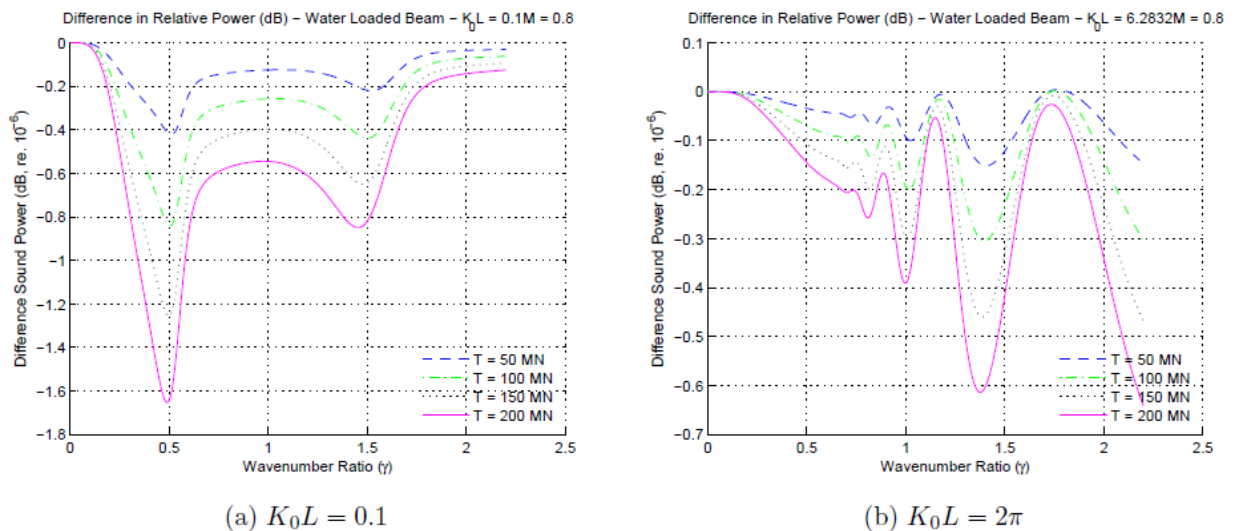 Difference in Relative Power (dB) − Water Loaded Beam − K0L = 0.1M = 0.8
0
−0.2
−0.4
−0.6
−0.8
−1
−1.2
−1.4
−1.6
−1.8
Difference Sound Power (dB, re. 10−6)
T = 50 MN
T = 100 MN
T = 150 MN
T = 200 MN
0 0.5 1 1.5 2 2.5
Wavenumber Ratio (γ)
(a) K0L = 0.1
Difference in Relative Power (dB) − Water Loaded Beam − K0L = 6.2832M = 0.8
0.1
0
−0.1
−0.2
−0.3
−0.4
−0.5
−0.6
−0.7
Difference Sound Power (dB, re. 10−6)
T = 50 MN
T = 100 MN
T = 150 MN
T = 200 MN
0 0.5 1 1.5 2 2.5
Wavenumber Ratio (γ)
(b) K0L = 2π